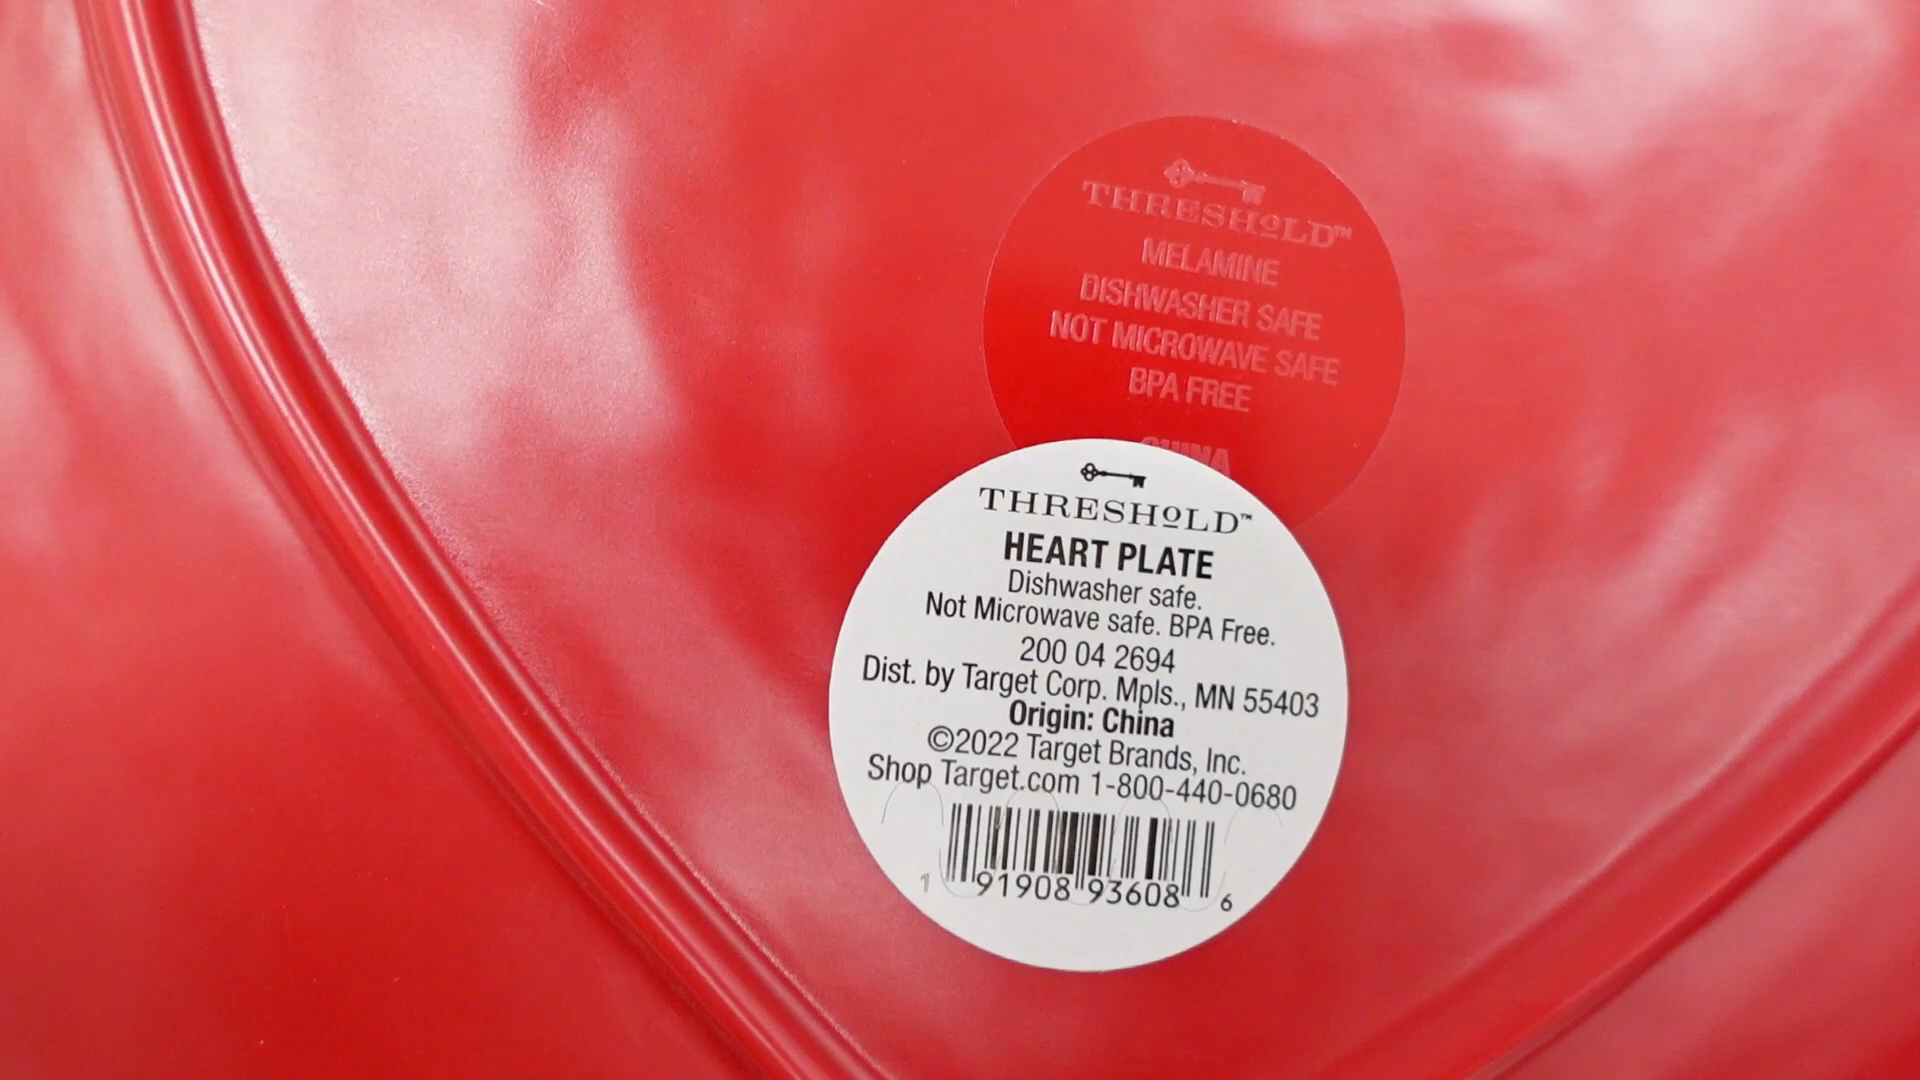 THRESHOLD™
MELAMINE
DISHWASHER SAFE
NOT MICROWAVE SAFE
BPA FREE
CHINA
THRESHOLD™
HEART PLATE
Dishwasher safe.
Not Microwave safe. BPA Free.
200 04 2694
Dist. by Target Corp. Mpls., MN 55403
Origin: China
©2022 Target Brands, Inc.
Shop Target.com 1-800-440-0680
1 91908 93608 6